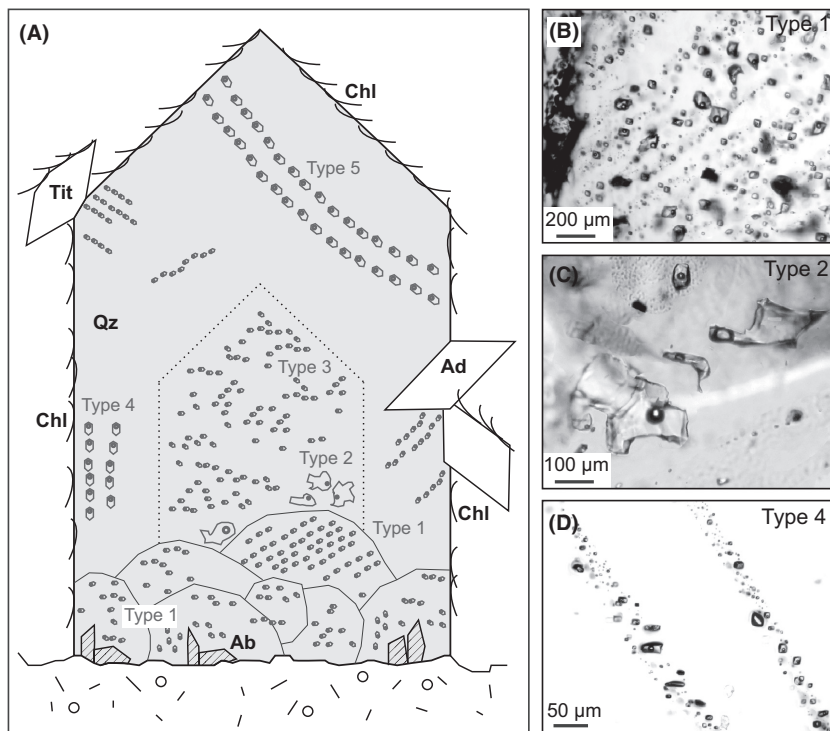 (A)
Chl
Type 5
Tit
Qz
Type 3
Ad
Chl
Type 4
Type 2
Type 1
Chl
Type 1
Ab
(B)
Type 1
200 µm
(C)
Type 2
100 µm
(D)
Type 4
50 µm